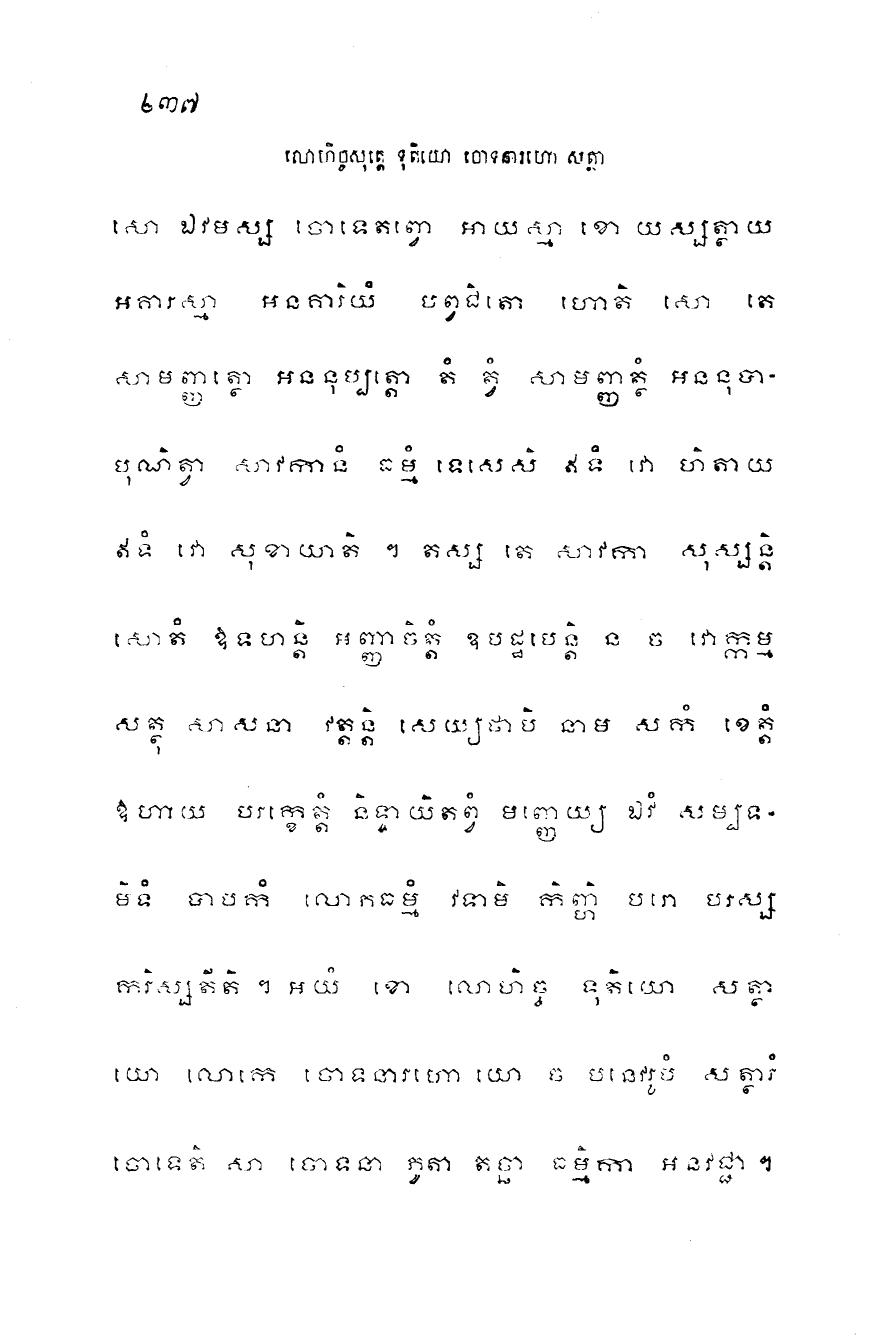 ៤៣៧
លោហិច្ចសុត្តេ ទុតិយោ ចោទនារហោ សត្ថា
សោ ឯវមស្ស ចោទេតព្វោ អាយស្មា ខោ យស្សត្ថាយ
អគារស្មា អនគារិយំ បព្វជិតោ ហោតិ សោ តេ
សាមញ្ញត្ថោ អននុប្បត្តោ តំ ត្វំ សាមញ្ញត្ថំ អននុបា-
បុណិត្វា សាវកានំ ធម្មំ ទេសេសិ ឥទំ វោ ហិតាយ
ឥទំ វោ សុខាយាតិ ។ តស្ស តេ សាវកា សុស្សន្តិ
សោតំ ឱទហន្តិ អញ្ញាចិត្តំ ឧបដ្ឋបេន្តិ ន ច វោក្កម្ម
សត្ថុ សាសនា វត្តន្តិ សេយ្យថាបិ នាម សកំ ខេត្តំ
ឱហាយ បរក្ខេត្តំ និទ្ទាយិតព្វំ មញ្ញេយ្យ ឯវំ សម្បទ-
មិទំ បាបកំ លោភធម្មំ វទាមិ កិញ្ហិ បរោ បរស្ស
ករិស្សតីតិ ។ អយំ ខោ លោហិច្ច ទុតិយោ សត្ថា
យោ លោកេ ចោទនារហោ យោ ច បនេវរូបំ សត្ថារំ
ចោទេតិ សា ចោទនា ភូតា តច្ឆា ធម្មិកា អនវជ្ជា ។